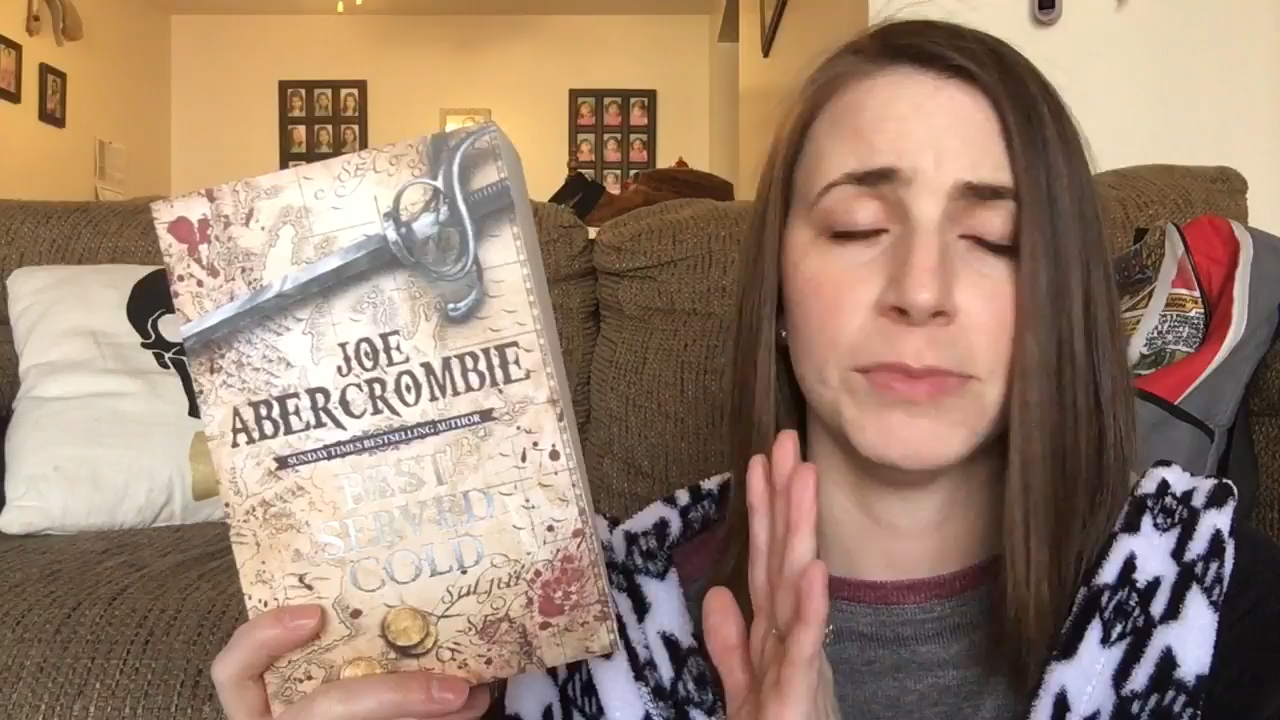 JOE
ABERCROMBIE
SUNDAY TIMES BESTSELLING AUTHOR
BEST
SERVED
COLD